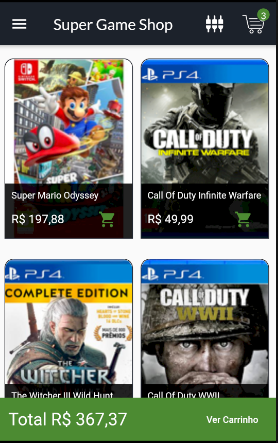 Super Game Shop
3
NINTENDO SWITCH
SUPER
Super Mario Odyssey
R$ 197,88
PS4
CALL OF DUTY
INFINITE WARFARE
Call Of Duty Infinite Warfare
R$ 49,99
PS4
COMPLETE EDITION
THE
WITCHER
The Witcher III Wild Hunt
PS4
CALL OF DUTY
WWII
Call Of Duty WWII
Total R$ 367,37
Ver Carrinho